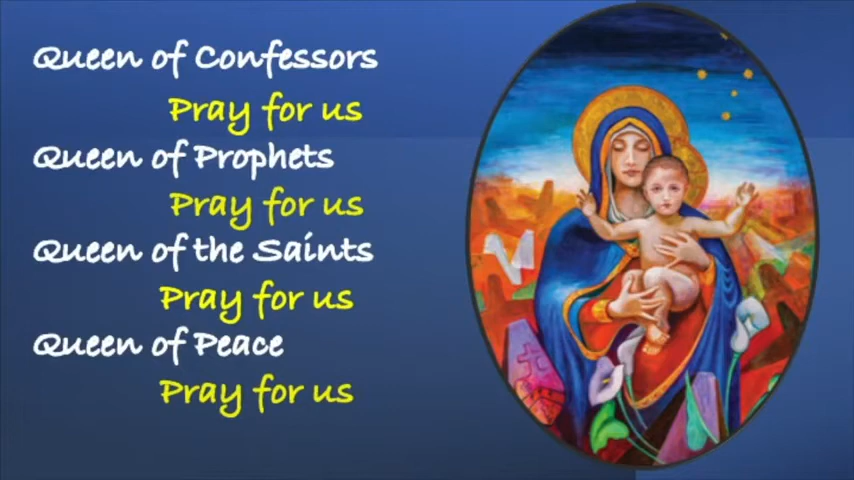 Queen of Confessors
Pray for us
Queen of Prophets
Pray for us
Queen of the Saints
Pray for us
Queen of Peace
Pray for us